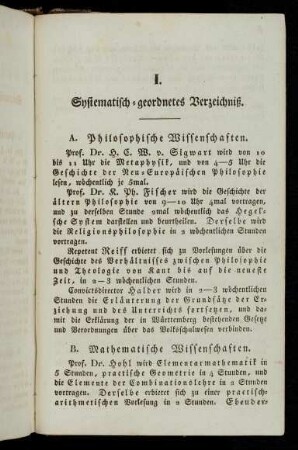 I.
Systematisch-geordnetes Verzeichniß.
A. Philosophische Wissenschaften.
Prof. Dr. H. C. W. v. Sigwart wird von 10
bis 11 Uhr die Metaphysik, und von 4—5 Uhr die
Geschichte der Neu-Europäischen Philosophie
lesen, wöchentlich je 5mal.
Prof. Dr. K. Ph. Fischer wird die Geschichte der
ältern Philosophie von 9—10 Uhr 4mal vortragen,
und zu derselben Stunde 2mal wöchentlich das Hegel'sche
System darstellen und beurtheilen. Derselbe wird
die Religionsphilosophie in 2 wöchentlichen Stunden
vortragen.
Repetent Reiff erbietet sich zu Vorlesungen über die
Geschichte des Verhältnisses zwischen Philosophie
und Theologie von Kant bis auf die neueste
Zeit, in 2—3 wöchentlichen Stunden.
Convictsdirector Halder wird in 2—3 wöchentlichen
Stunden die Erläuterung der Grundsätze der Erziehung
und des Unterrichts fortsetzen, und damit
die Erklärung der in Württemberg bestehenden Gesetze
und Verordnungen über das Volksschulwesen verbinden.
B. Mathematische Wissenschaften.
Prof. Dr. Hohl wird Elementarmathematik in
5 Stunden, practische Geometrie in 4 Stunden, und
die Elemente der Combinationslehre in 2 Stunden
vortragen. Derselbe erbietet sich zu einer practisch-
arithmetischen Vorlesung in 2 Stunden. Ebender-